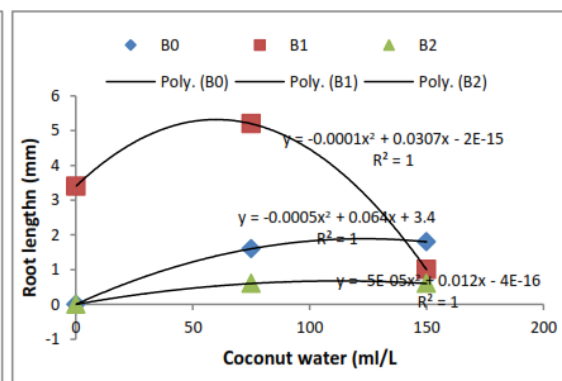 B0 B1 B2
Poly. (B0) Poly. (B1) Poly. (B2)
Root lengthn (mm)
6
5
4
3
2
1
0
-1
y = -0.0001x² + 0.0307x - 2E-15
R² = 1
y = -0.0005x² + 0.064x + 3.4
R² = 1
y = -5E-05x² + 0.012x - 4E-16
R² = 1
0 50 100 150 200
Coconut water (ml/L